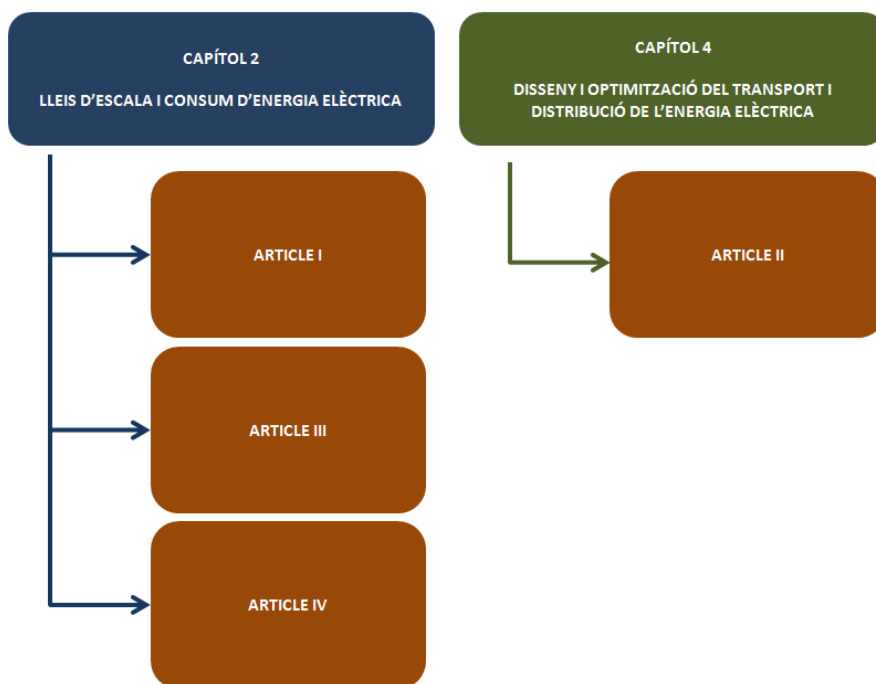 CAPÍTOL 2
LLEIS D’ESCALA I CONSUM D’ENERGIA ELÈCTRICA
ARTICLE I
ARTICLE III
ARTICLE IV
CAPÍTOL 4
DISSENY I OPTIMITZACIÓ DEL TRANSPORT I
DISTRIBUCIÓ DE L’ENERGIA ELÈCTRICA
ARTICLE II